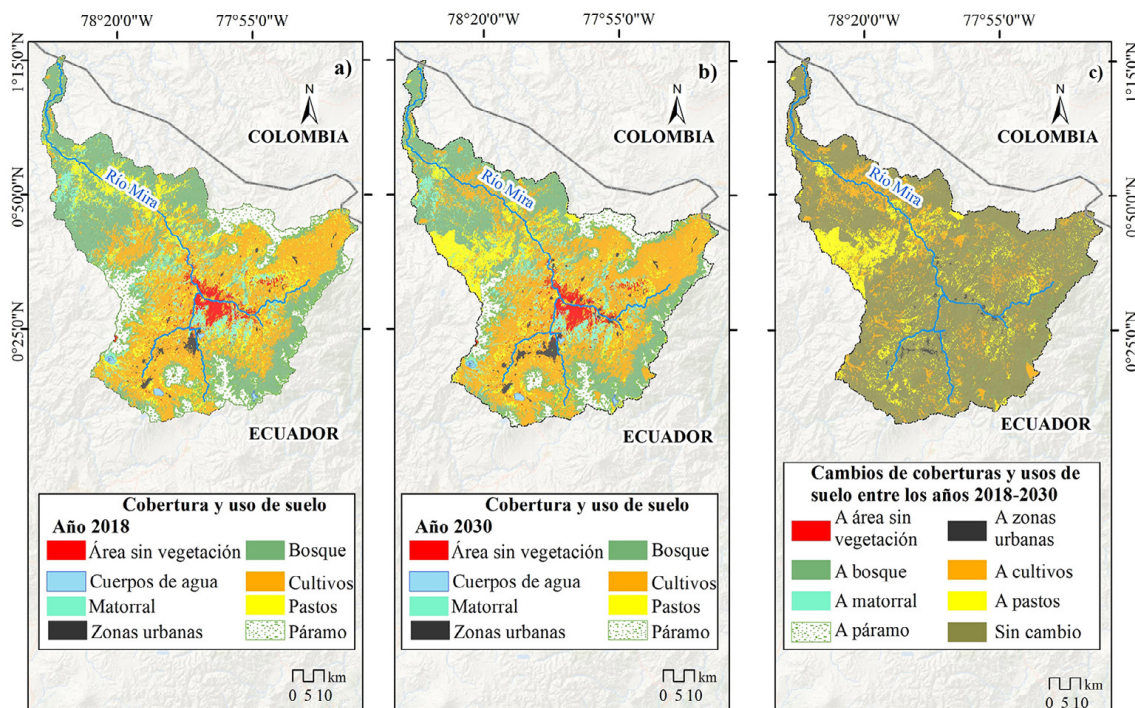 78°20'0"W 77°55'0"W
1°15'0"N
0°50'0"N
0°25'0"N
a)
N
COLOMBIA
Río Mira
ECUADOR
Cobertura y uso de suelo
Año 2018
Área sin vegetación Bosque
Cuerpos de agua Cultivos
Matorral Pastos
Zonas urbanas Páramo
km
0 5 10
78°20'0"W 77°55'0"W
b)
N
COLOMBIA
Río Mira
ECUADOR
Cobertura y uso de suelo
Año 2030
Área sin vegetación Bosque
Cuerpos de agua Cultivos
Matorral Pastos
Zonas urbanas Páramo
km
0 5 10
78°20'0"W 77°55'0"W
c)
N
COLOMBIA
Río Mira
ECUADOR
1°15'0"N
0°50'0"N
0°25'0"N
Cambios de coberturas y usos de
suelo entre los años 2018-2030
A área sin A zonas
vegetación urbanas
A bosque A cultivos
A matorral A pastos
A páramo Sin cambio
km
0 5 10